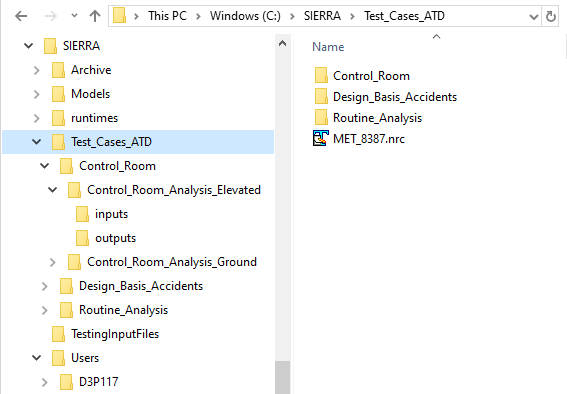 This PC > Windows (C:) > SIERRA > Test_Cases_ATD
SIERRA
Archive
Models
runtimes
Test_Cases_ATD
Control_Room
Control_Room_Analysis_Elevated
inputs
outputs
Control_Room_Analysis_Ground
Design_Basis_Accidents
Routine_Analysis
TestingInputFiles
Users
D3P117
Name
Control_Room
Design_Basis_Accidents
Routine_Analysis
MET_8387.nrc